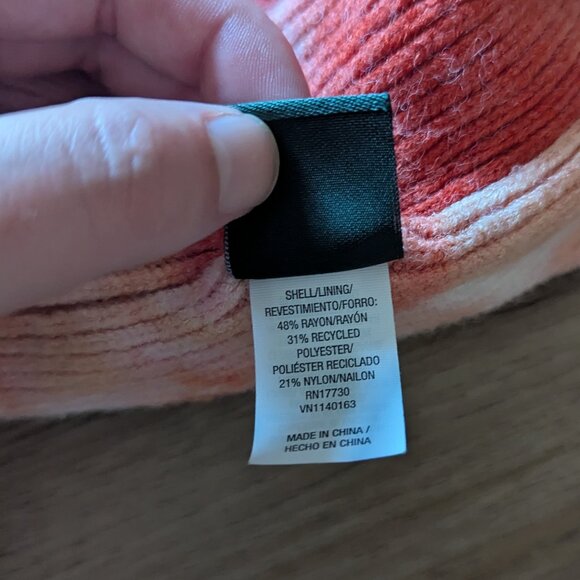 SHELL/LINING/
REVESTIMIENTO/FORRO:
48% RAYON/RAYÓN
31% RECYCLED
POLYESTER/
POLIÉSTER RECICLADO
21% NYLON/NAILON
RN17730
VN1140163
MADE IN CHINA /
HECHO EN CHINA